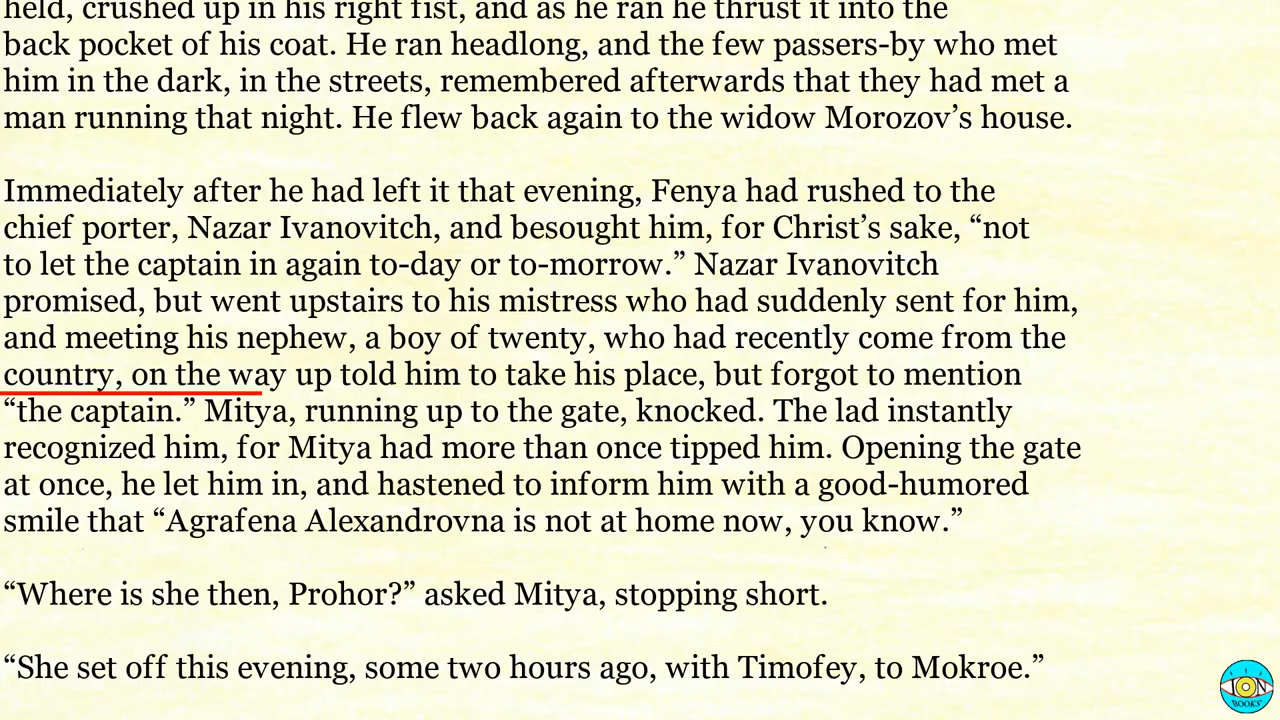 held, crushed up in his right fist, and as he ran he thrust it into the
back pocket of his coat. He ran headlong, and the few passers-by who met
him in the dark, in the streets, remembered afterwards that they had met a
man running that night. He flew back again to the widow Morozov’s house.
Immediately after he had left it that evening, Fenya had rushed to the
chief porter, Nazar Ivanovitch, and besought him, for Christ’s sake, “not
to let the captain in again to-day or to-morrow.” Nazar Ivanovitch
promised, but went upstairs to his mistress who had suddenly sent for him,
and meeting his nephew, a boy of twenty, who had recently come from the
country, on the way up told him to take his place, but forgot to mention
“the captain.” Mitya, running up to the gate, knocked. The lad instantly
recognized him, for Mitya had more than once tipped him. Opening the gate
at once, he let him in, and hastened to inform him with a good-humored
smile that “Agrafena Alexandrovna is not at home now, you know.”
“Where is she then, Prohor?” asked Mitya, stopping short.
“She set off this evening, some two hours ago, with Timofey, to Mokroe.”
ION
BOOKS